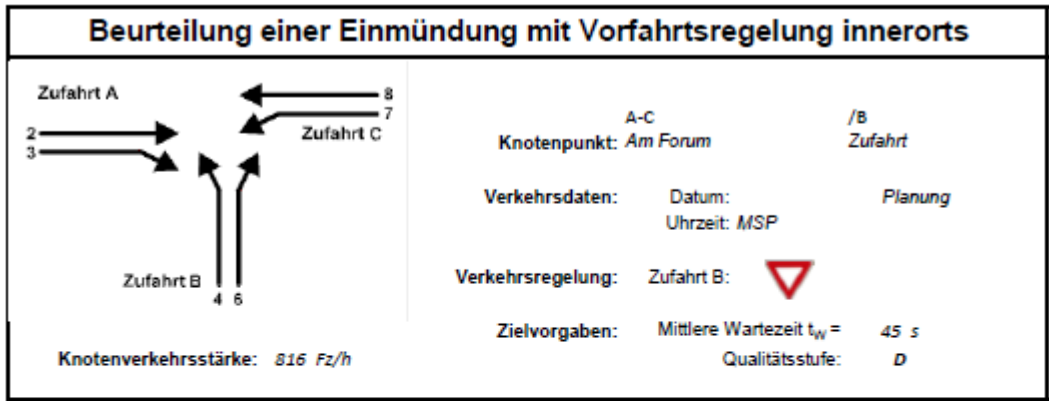 Beurteilung einer Einmündung mit Vorfahrtsregelung innerorts
Zufahrt A
8
7
2
3
Zufahrt C
Zufahrt B
4 6
Knotenverkehrsstärke: 816 Fz/h
A-C /B
Knotenpunkt: Am Forum Zufahrt
Verkehrsdaten: Datum: Planung
Uhrzeit: MSP
Verkehrsregelung: Zufahrt B:
Zielvorgaben: Mittlere Wartezeit tw = 45 s
Qualitätsstufe: D